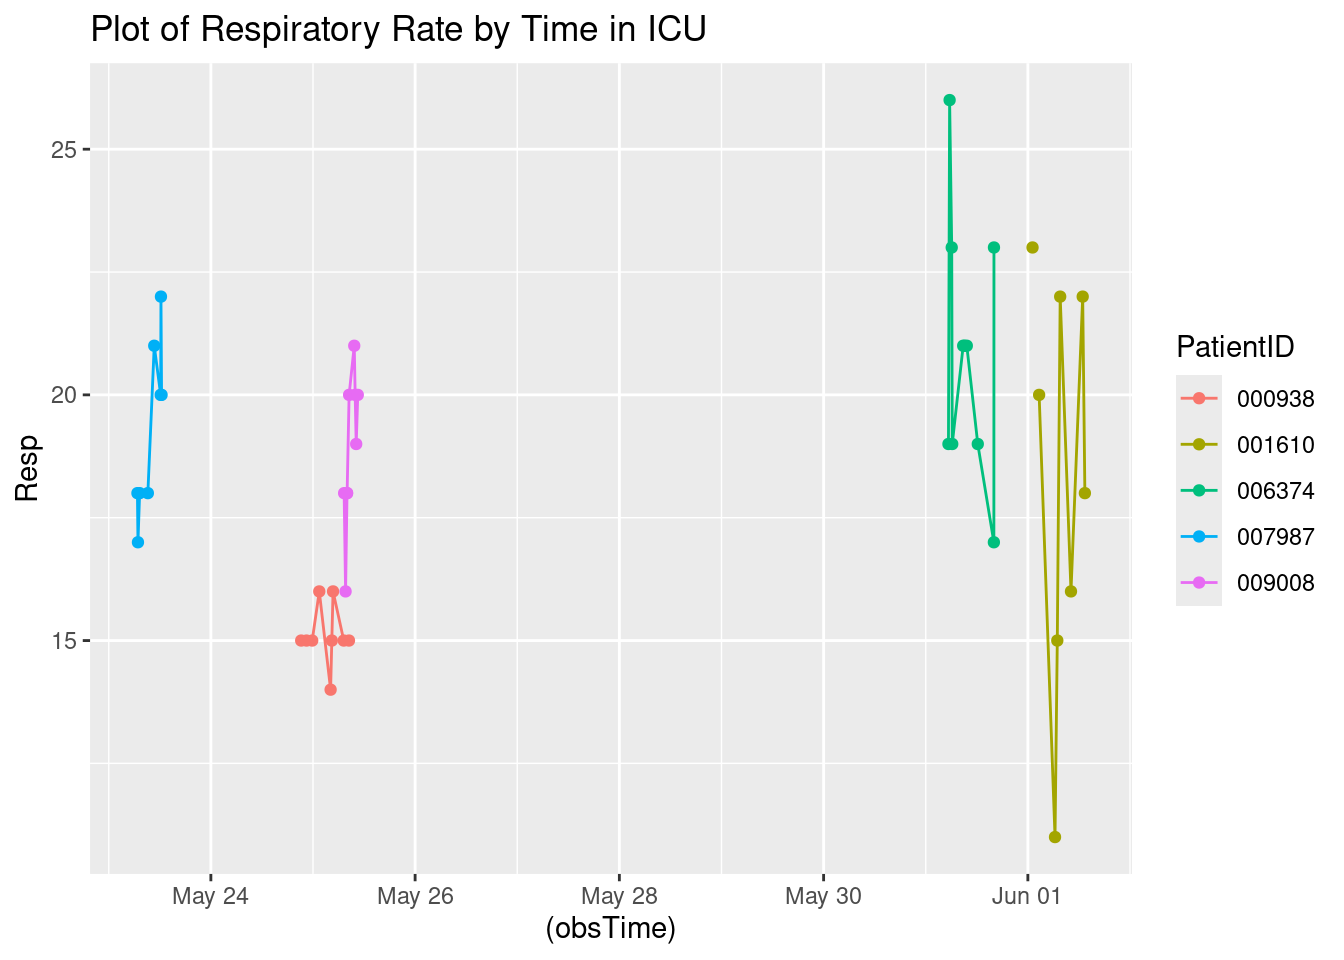 Plot of Respiratory Rate by Time in ICU
25
20
15
Resp
May 24
May 26
May 28
May 30
Jun 01
(obsTime)
PatientID
000938
001610
006374
007987
009008